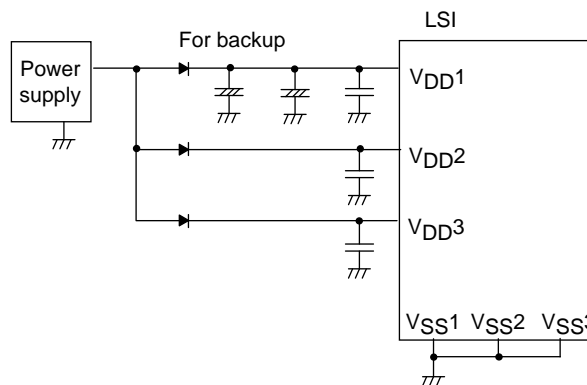 LSI
For backup
Power
supply
VDD1
VDD2
VDD3
VSS1 VSS2 VSS3